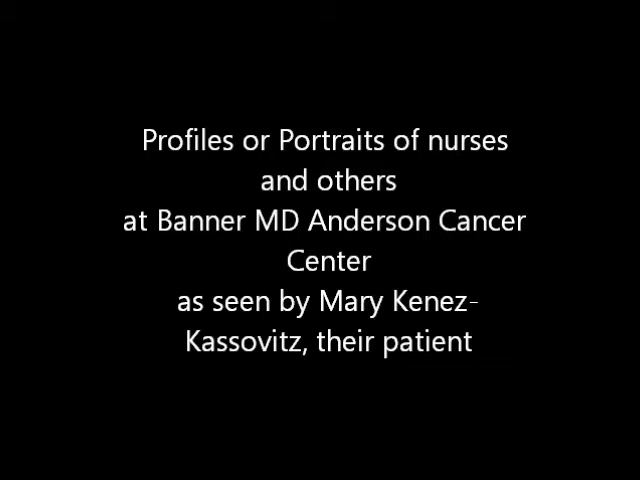 Profiles or Portraits of nurses
and others
at Banner MD Anderson Cancer
Center
as seen by Mary Kenez-
Kassovitz, their patient